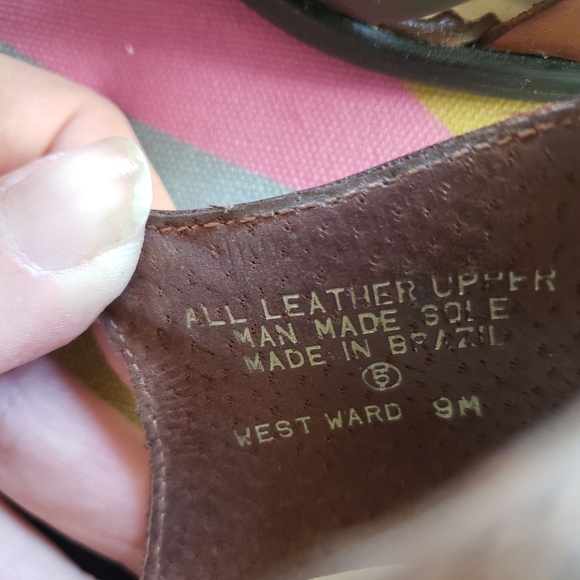 ALL LEATHER UPPER
MAN MADE SOLE
MADE IN BRAZIL
5
WEST WARD 9M